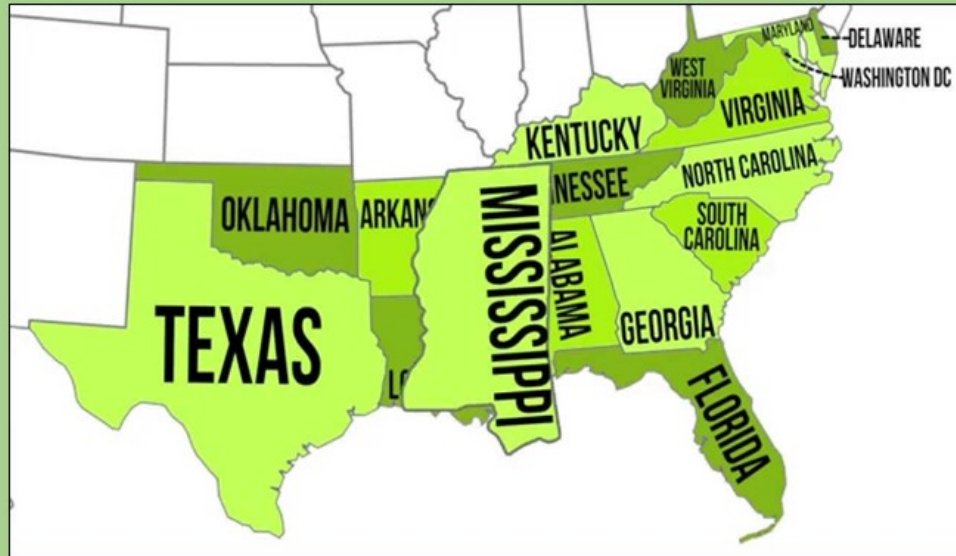 MARYLAND
DELAWARE
WEST
VIRGINIA
WASHINGTON DC
VIRGINIA
KENTUCKY
NORTH CAROLINA
NESSEE
OKLAHOMA
ARKAN
MISSISSIPPI
SOUTH
CAROLINA
ALABAMA
GEORGIA
TEXAS
LO
FLORIDA